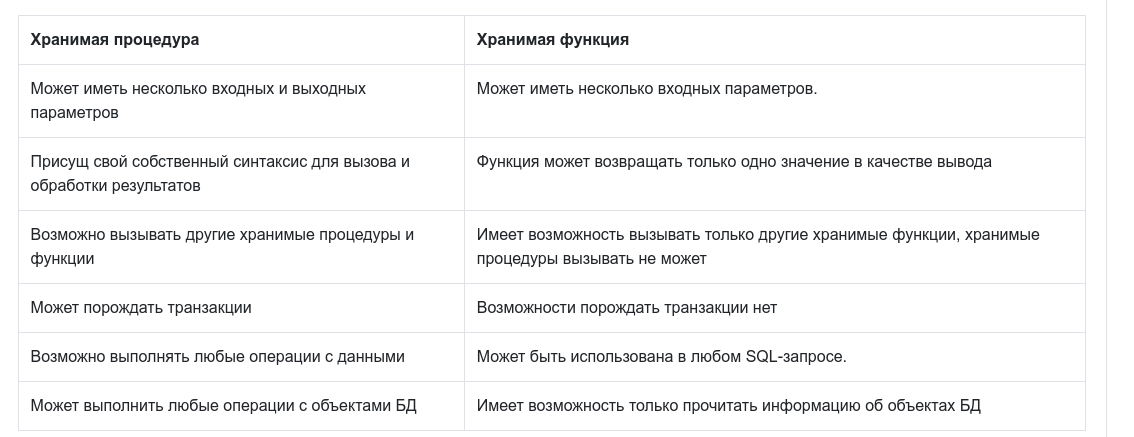 Хранимая процедура
Хранимая функция
Может иметь несколько входных и выходных
параметров
Может иметь несколько входных параметров.
Присущ свой собственный синтаксис для вызова и
обработки результатов
Функция может возвращать только одно значение в качестве вывода
Возможно вызывать другие хранимые процедуры и
функции
Имеет возможность вызывать только другие хранимые функции, хранимые
процедуры вызывать не может
Может порождать транзакции
Возможности порождать транзакции нет
Возможно выполнять любые операции с данными
Может быть использована в любом SQL-запросе.
Может выполнить любые операции с объектами БД
Имеет возможность только прочитать информацию об объектах БД